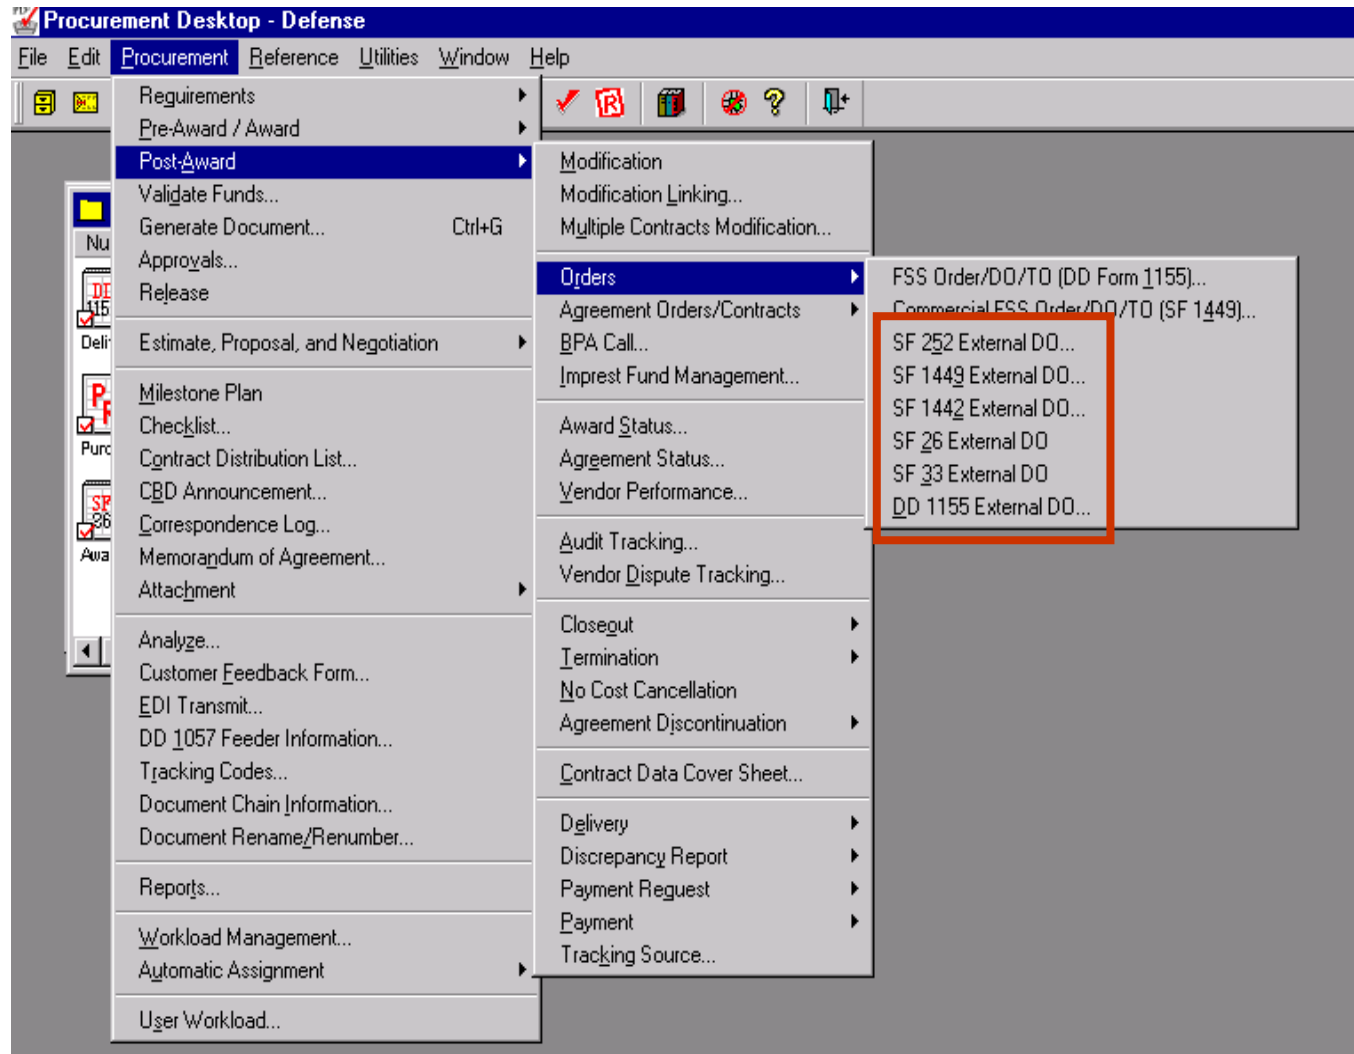 Procurement Desktop - Defense
File Edit Procurement Reference Utilities Window Help
Requirements
Pre-Award / Award
Post-Award
Validate Funds...
Generate Document... Ctrl+G
Approvals...
Release
Estimate, Proposal, and Negotiation
Milestone Plan
Checklist...
Contract Distribution List...
CBD Announcement...
Correspondence Log...
Memorandum of Agreement...
Attachment
Analyze...
Customer Feedback Form...
EDI Transmit...
DD 1057 Feeder Information...
Tracking Codes...
Document Chain Information...
Document Rename/Renumber...
Reports...
Workload Management...
Automatic Assignment
User Workload...
Modification
Modification Linking...
Multiple Contracts Modification...
Orders
Agreement Orders/Contracts
BPA Call...
Imprest Fund Management...
Award Status...
Agreement Status...
Vendor Performance...
Audit Tracking...
Vendor Dispute Tracking...
Closeout
Termination
No Cost Cancellation
Agreement Discontinuation
Contract Data Cover Sheet...
Delivery
Discrepancy Report
Payment Request
Payment
Tracking Source...
FSS Order/DO/TO (DD Form 1155)...
Commercial FSS Order/DO/TO (SF 1449)...
SF 252 External DO...
SF 1449 External DO...
SF 1442 External DO...
SF 26 External DO
SF 33 External DO
DD 1155 External DO...